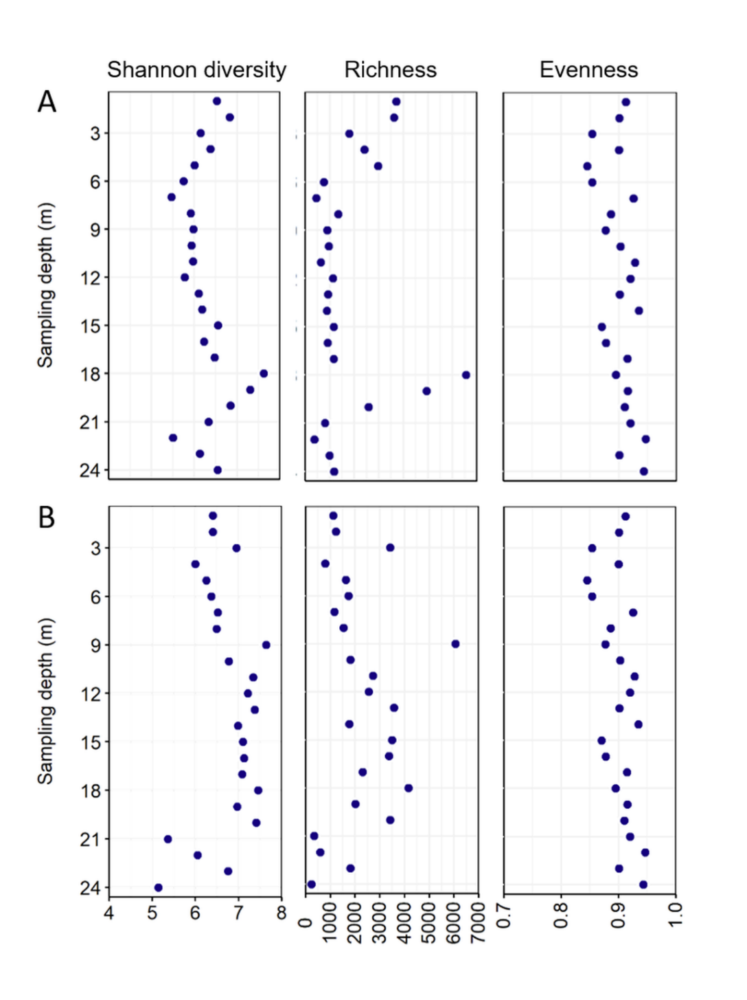 Shannon diversity Richness Evenness
A
3
6
9
12
15
18
21
24
Sampling depth (m)
B
3
6
9
12
15
18
21
24
Sampling depth (m)
4 5 6 7 8
0 1000 2000 3000 4000 5000 6000 7000
0.7 0.8 0.9 1.0